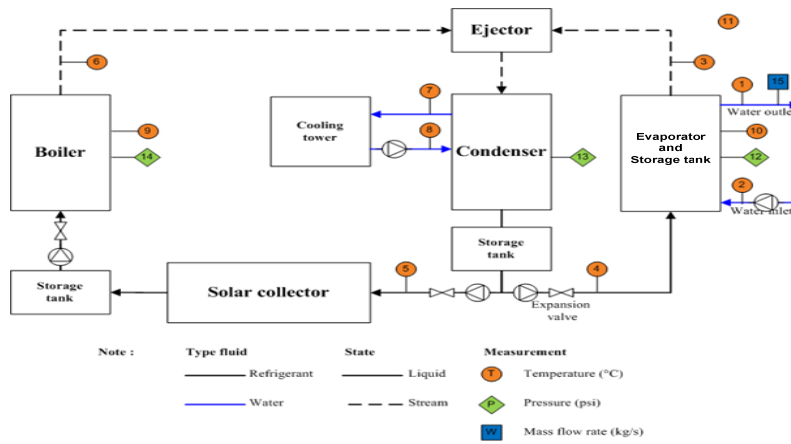 Ejector
11
6
3
7
1
15
Water outle
Cooling
tower
8
Condenser
Boiler
9
14
13
Evaporator
and
Storage tank
10
12
2
Water inlet
Storage
tank
5
4
Storage
tank
Solar collector
Expansion
valve
Note :
Type fluid
State
Measurement
Refrigerant
Liquid
T
Temperature (°C)
Water
Stream
P
Pressure (psi)
W
Mass flow rate (kg/s)